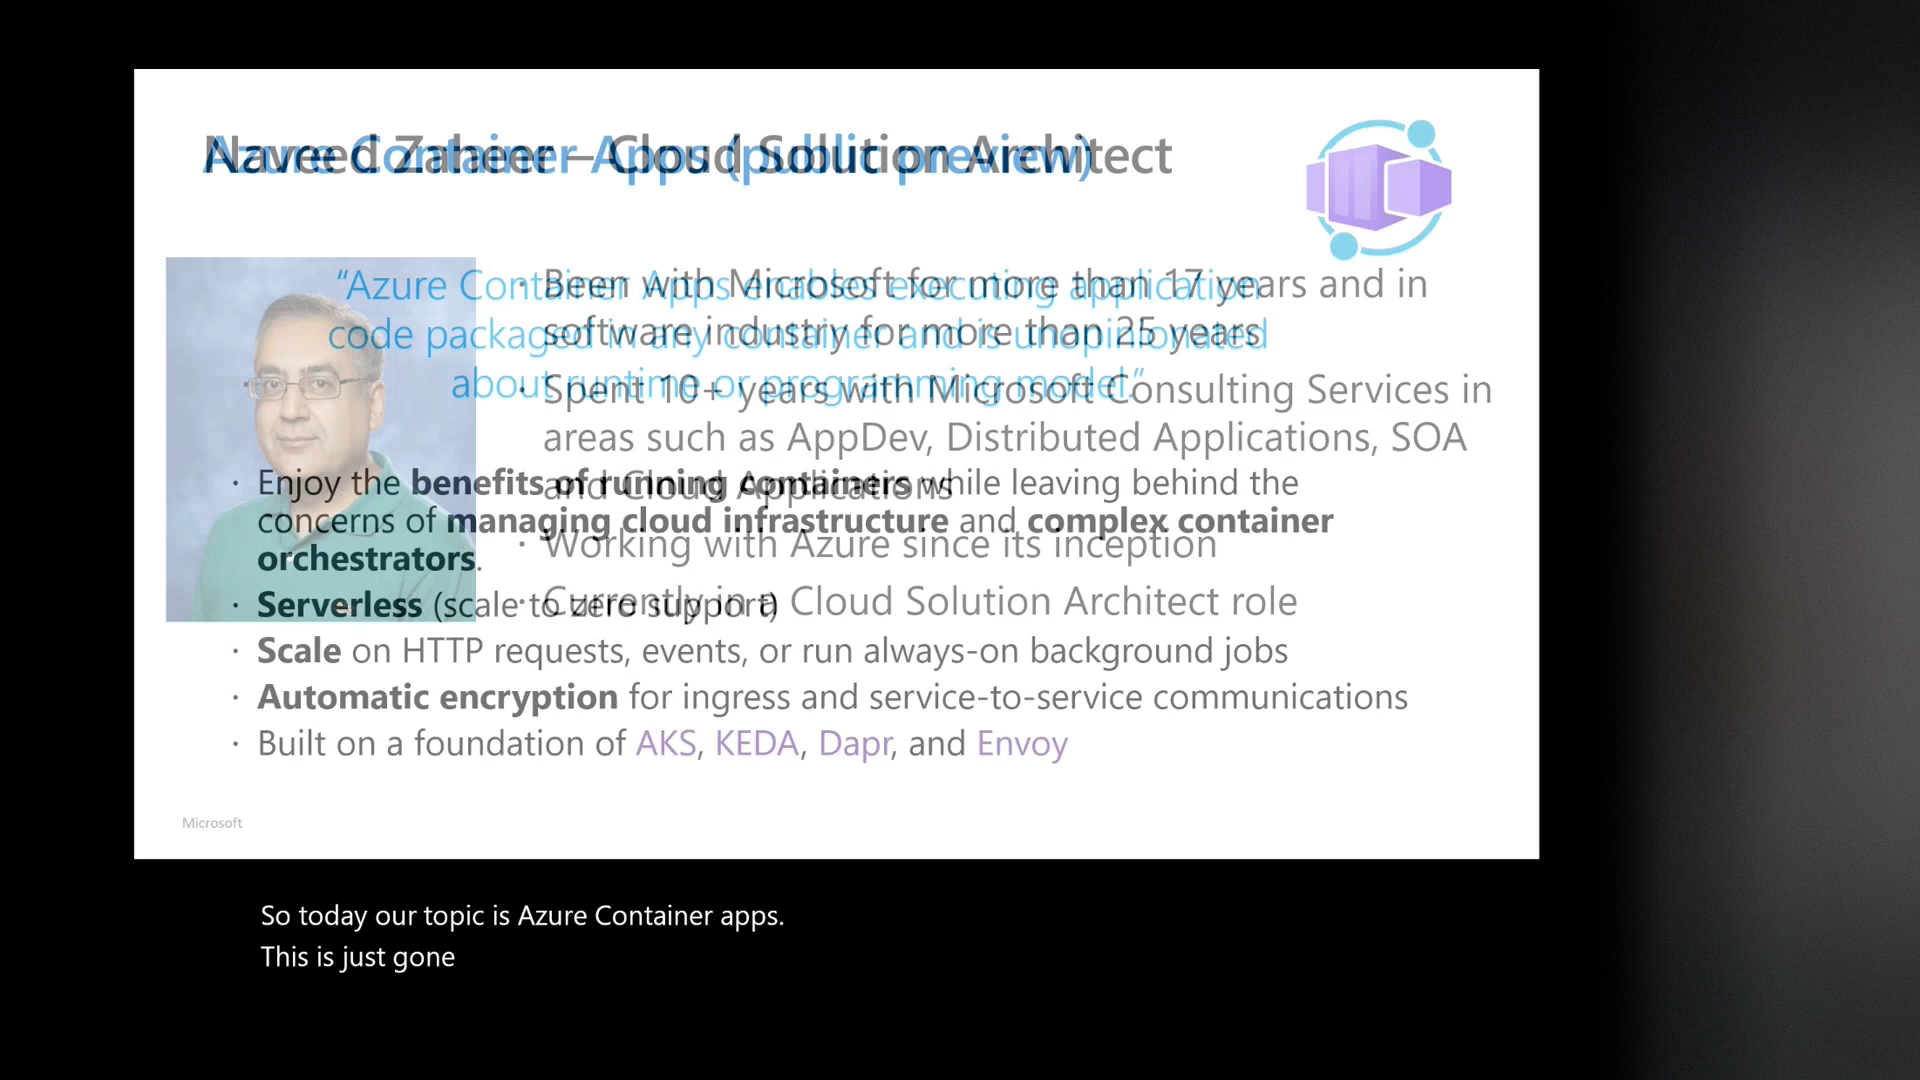 Naveed Zaheer – Cloud Solution Architect
Azure Container Apps (public preview)
“Azure Container Apps enables executing application
code packaged in any container and is unopinionated
about runtime or programming model.”
· Been with Microsoft for more than 17 years and in
software industry for more than 25 years
· Spent 10+ years with Microsoft Consulting Services in
areas such as AppDev, Distributed Applications, SOA
and Cloud Applications
· Working with Azure since its inception
· Currently in a Cloud Solution Architect role
· Enjoy the benefits of running containers while leaving behind the
concerns of managing cloud infrastructure and complex container
orchestrators.
· Serverless (scale to zero support)
· Scale on HTTP requests, events, or run always-on background jobs
· Automatic encryption for ingress and service-to-service communications
· Built on a foundation of AKS, KEDA, Dapr, and Envoy
Microsoft
So today our topic is Azure Container apps.
This is just gone